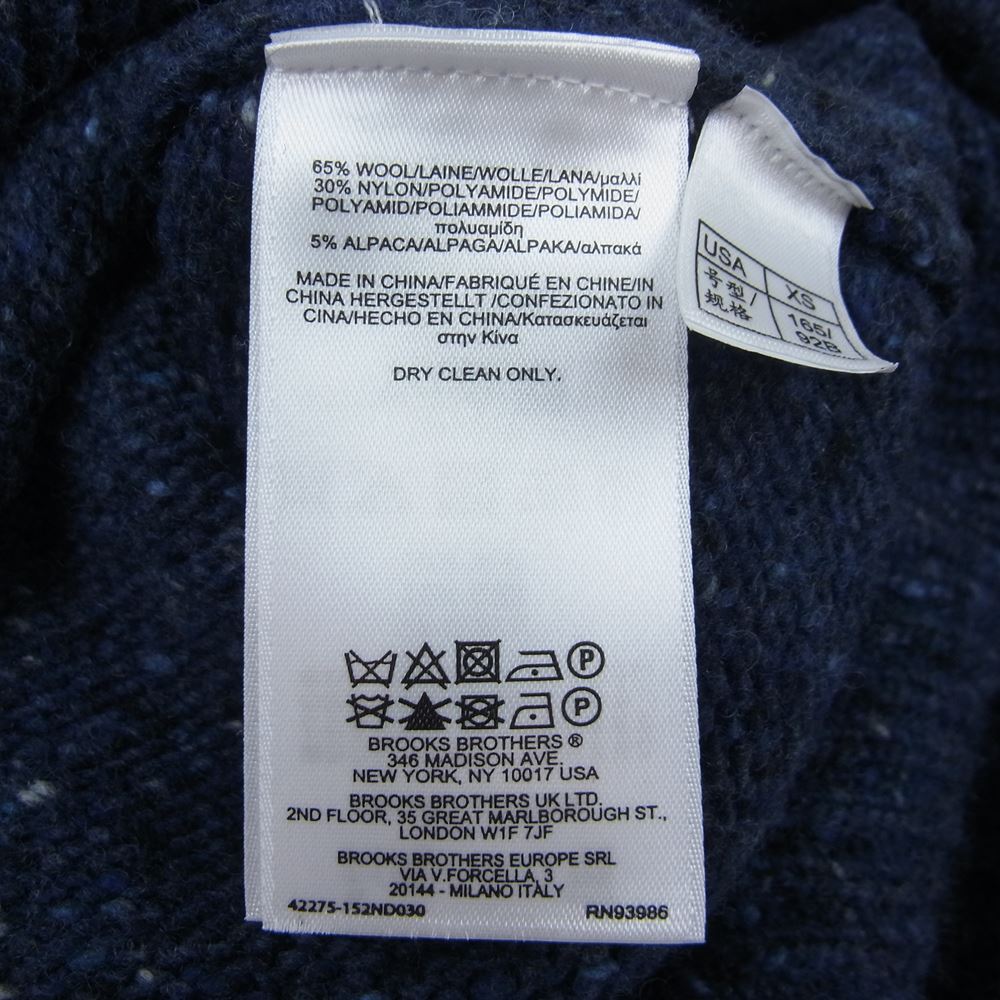 65% WOOL/LAINE/WOLLE/LANA/μαλλί
30% NYLON/POLYAMIDE/POLYMIDE/
POLYAMID/POLIAMMIDE/POLIAMIDA/
πολυαμίδη
5% ALPACA/ALPAGA/ALPAKA/αλπακά
MADE IN CHINA/FABRIQUÉ EN CHINE/IN
CHINA HERGESTELLT /CONFEZIONATO IN
CINA/HECHO EN CHINA/Κατασκευάζεται
στην Κίνα
DRY CLEAN ONLY.
P
P
BROOKS BROTHERS ®
346 MADISON AVE.
NEW YORK, NY 10017 USA
BROOKS BROTHERS UK LTD.
2ND FLOOR, 35 GREAT MARLBOROUGH ST.,
LONDON W1F 7JF
BROOKS BROTHERS EUROPE SRL
VIA V.FORCELLA, 3
20144 - MILANO ITALY
42275-152ND030 RN93986
USA XS
号型/ 165/
规格 92B